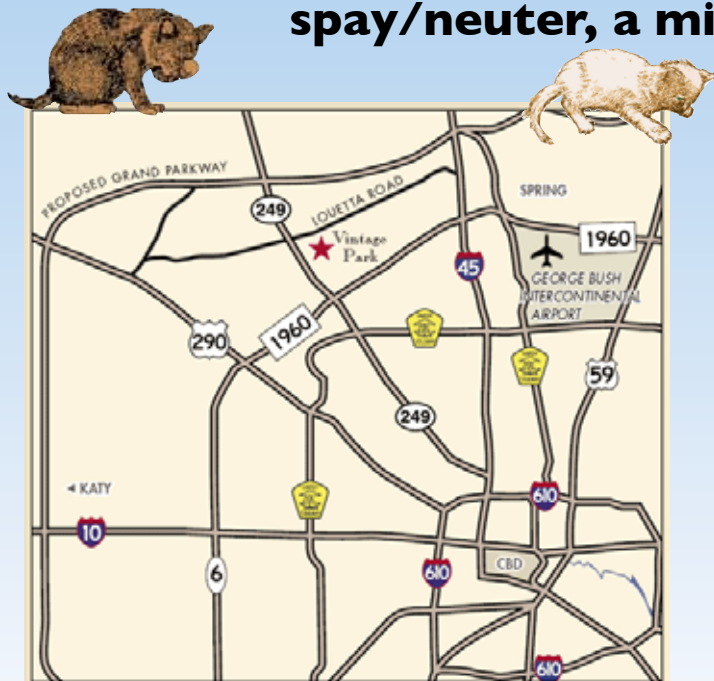 spay/neuter, a mi
PROPOSED GRAND PARKWAY
249
LOUETTA ROAD
SPRING
Vintage
Park
1960
45
GEORGE BUSH
INTERCONTINENTAL
AIRPORT
290
1960
59
249
KATY
610
10
6
610
CBD
610